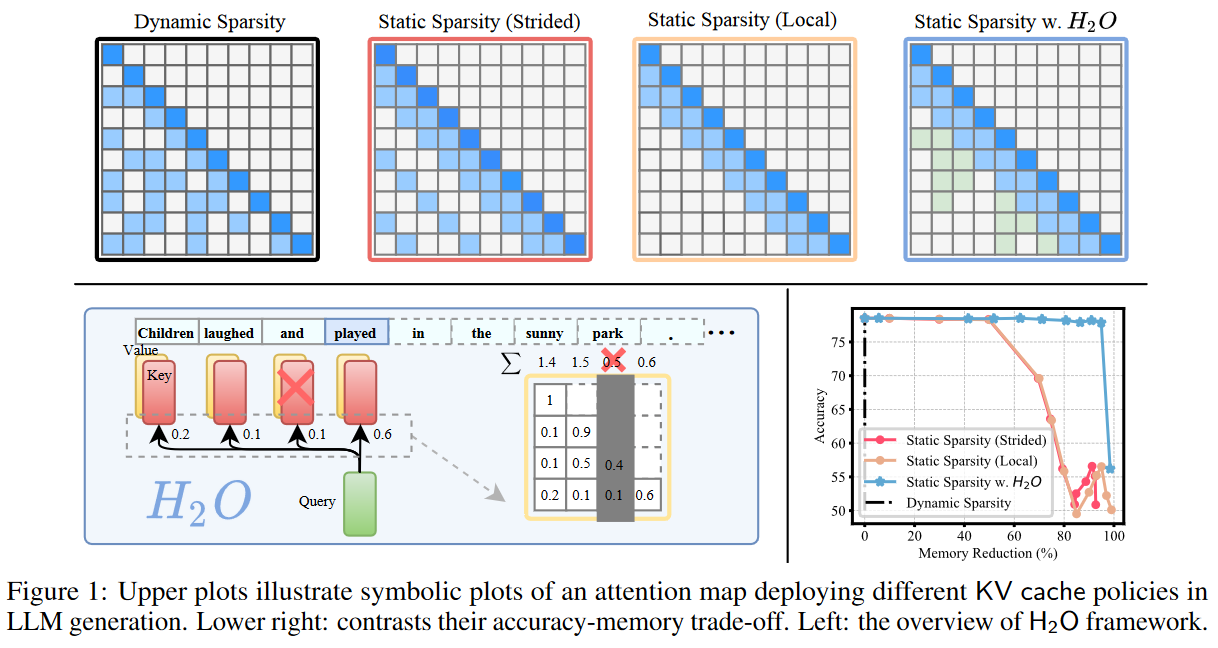 Dynamic Sparsity
Static Sparsity (Strided)
Static Sparsity (Local)
Static Sparsity w. H₂O
Children laughed and played in the sunny park . ...
Value
Key
0.2 0.1 0.1 0.6
Query
H₂O
∑ 1.4 1.5 0.5 0.6
1
0.1 0.9
0.1 0.5 0.4
0.2 0.1 0.1 0.6
Accuracy
75
70
65
60
55
50
Static Sparsity (Strided)
Static Sparsity (Local)
Static Sparsity w. H₂O
Dynamic Sparsity
0 20 40 60 80 100
Memory Reduction (%)
Figure 1: Upper plots illustrate symbolic plots of an attention map deploying different KV cache policies in
LLM generation. Lower right: contrasts their accuracy-memory trade-off. Left: the overview of H₂O framework.